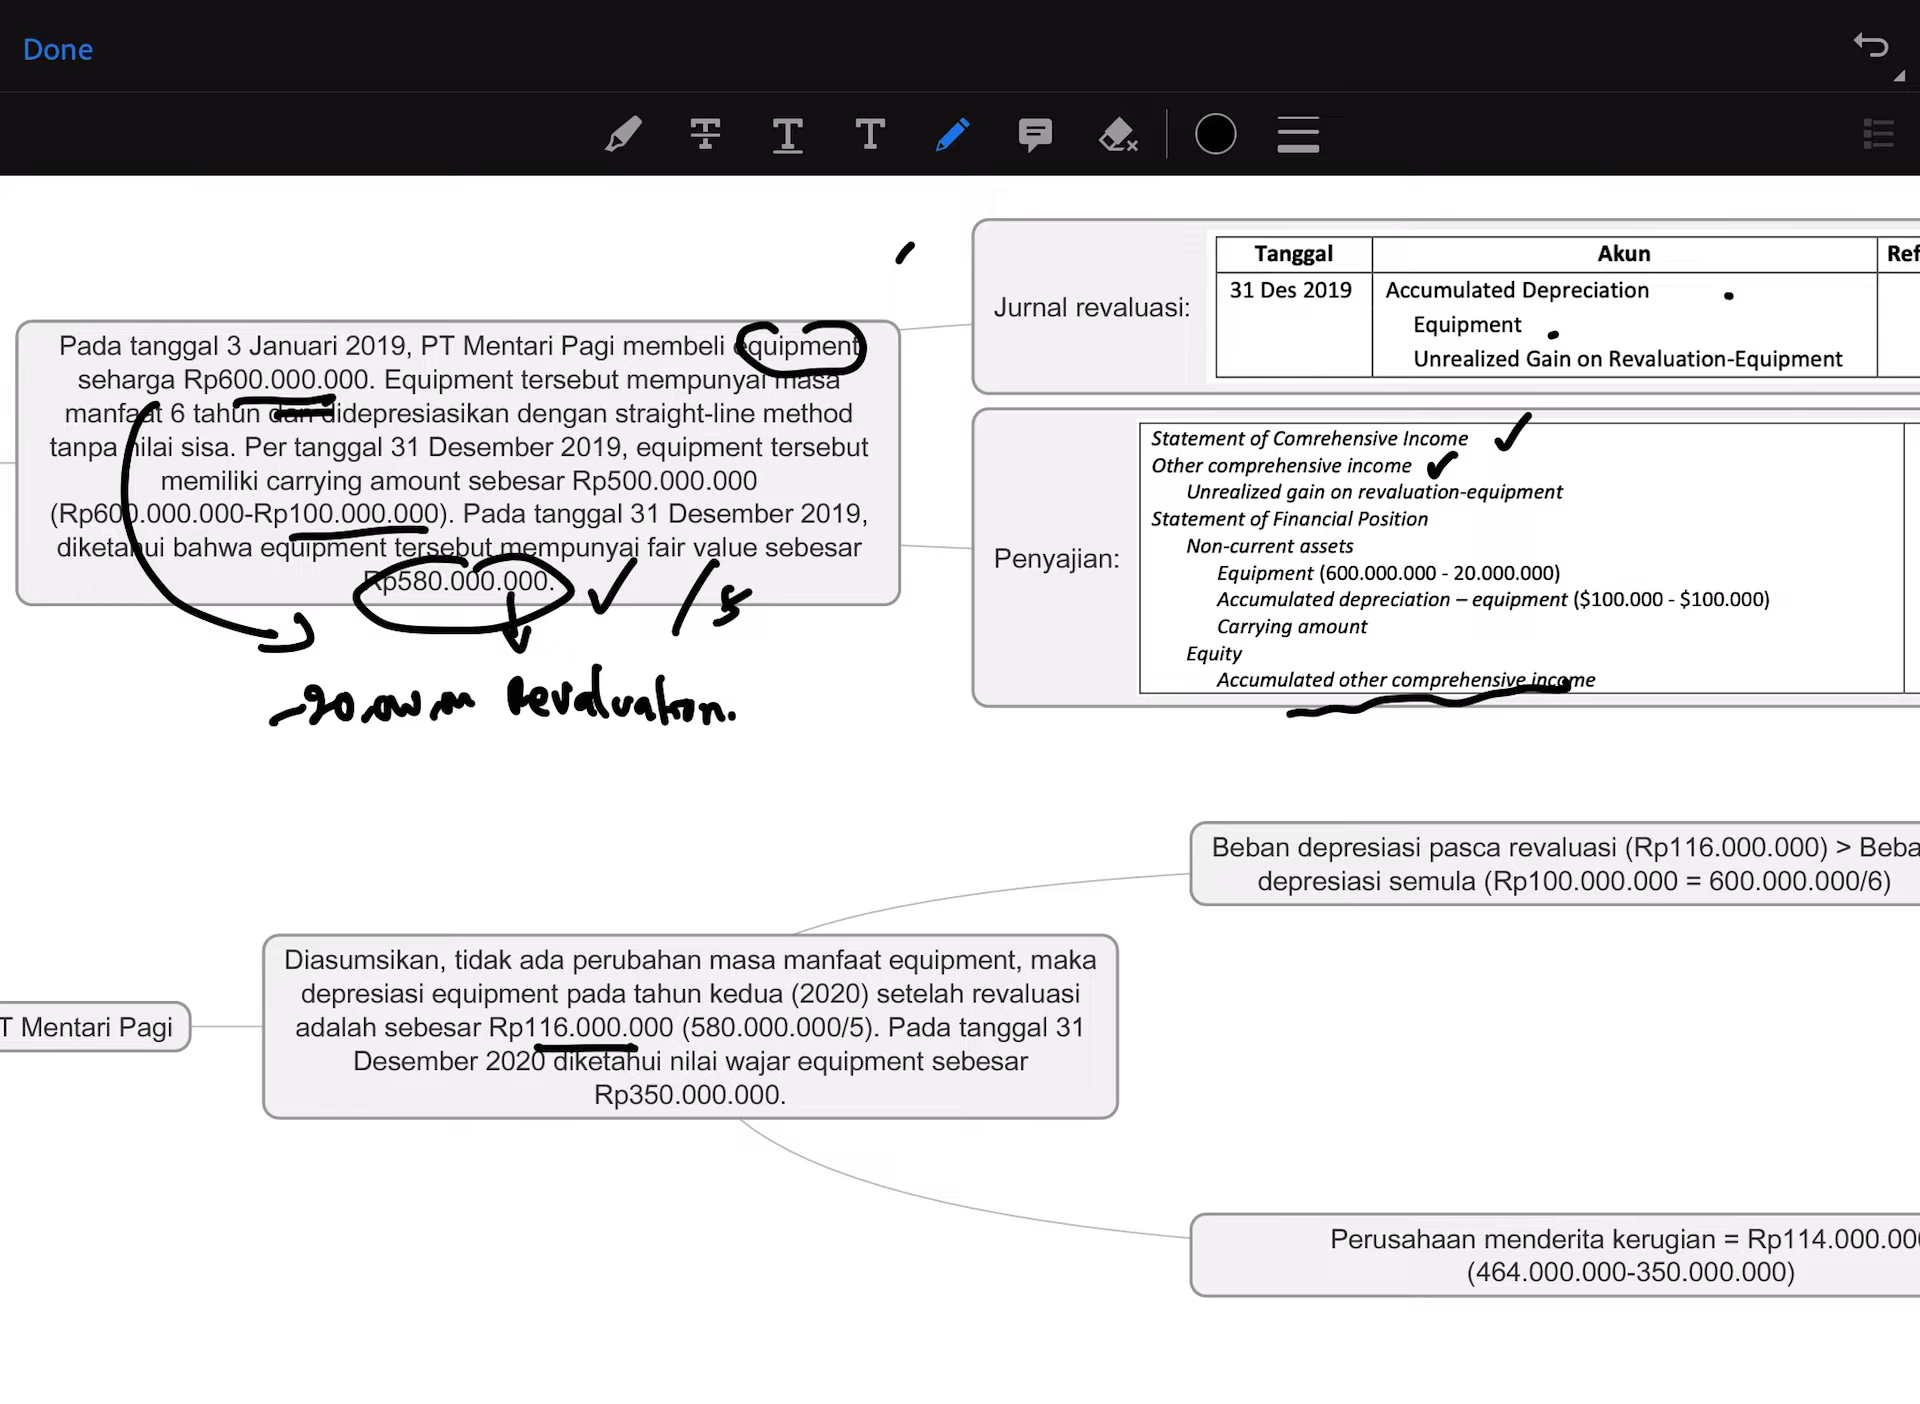 Done
Pada tanggal 3 Januari 2019, PT Mentari Pagi membeli equipment
seharga Rp600.000.000. Equipment tersebut mempunyai masa
manfaat 6 tahun dan didepresiasikan dengan straight-line method
tanpa nilai sisa. Per tanggal 31 Desember 2019, equipment tersebut
memiliki carrying amount sebesar Rp500.000.000
(Rp600.000.000-Rp100.000.000). Pada tanggal 31 Desember 2019,
diketahui bahwa equipment tersebut mempunyai fair value sebesar
Rp580.000.000.
/5
Revaluation.
Jurnal revaluasi:
Tanggal Akun Ref
31 Des 2019 Accumulated Depreciation
Equipment
Unrealized Gain on Revaluation-Equipment
Penyajian:
Statement of Comrehensive Income
Other comprehensive income
Unrealized gain on revaluation-equipment
Statement of Financial Position
Non-current assets
Equipment (600.000.000 - 20.000.000)
Accumulated depreciation – equipment ($100.000 - $100.000)
Carrying amount
Equity
Accumulated other comprehensive income
Beban depresiasi pasca revaluasi (Rp116.000.000) > Beba
depresiasi semula (Rp100.000.000 = 600.000.000/6)
T Mentari Pagi
Diasumsikan, tidak ada perubahan masa manfaat equipment, maka
depresiasi equipment pada tahun kedua (2020) setelah revaluasi
adalah sebesar Rp116.000.000 (580.000.000/5). Pada tanggal 31
Desember 2020 diketahui nilai wajar equipment sebesar
Rp350.000.000.
Perusahaan menderita kerugian = Rp114.000.00
(464.000.000-350.000.000)